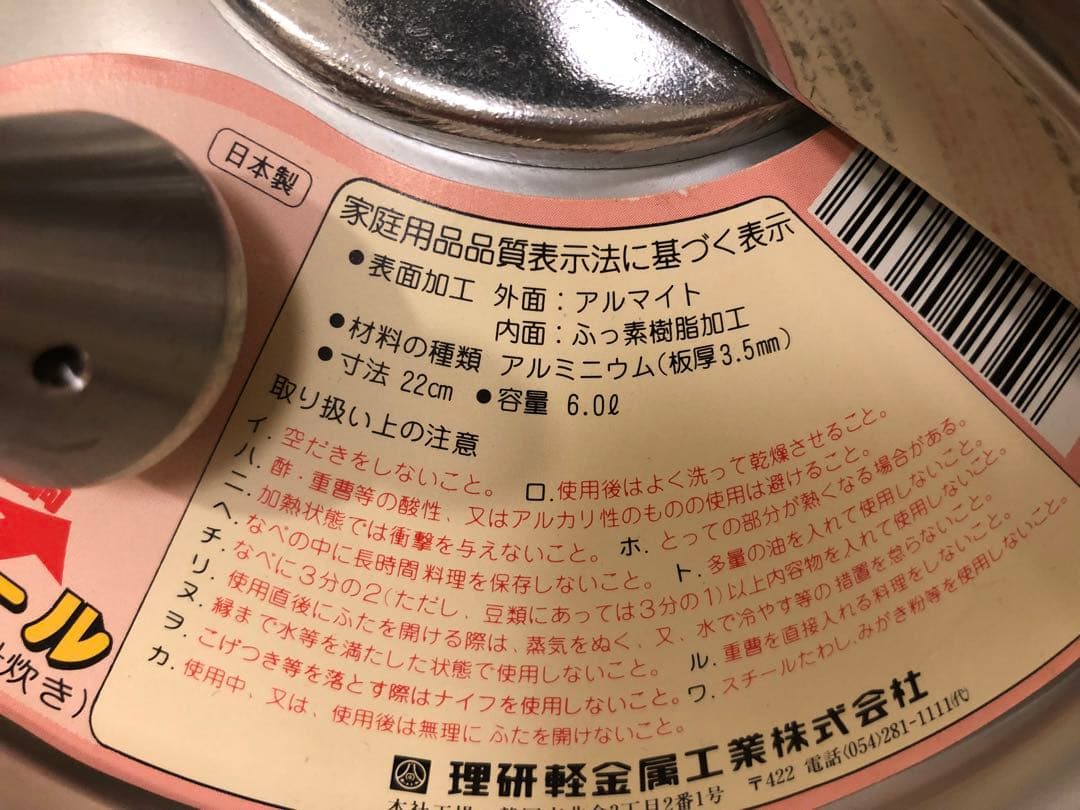 日本製
家庭用品品質表示法に基づく表示
●表面加工 外面：アルマイト
内面：ふっ素樹脂加工
●材料の種類 アルミニウム(板厚3.5mm)
●寸法 22cm ●容量 6.0ℓ
取り扱い上の注意
イ. 空だきをしないこと。 ロ. 使用後はよく洗って乾燥させること。
ハ. 酢・重曹等の酸性、又はアルカリ性のものの使用は避けること。
ニ. 加熱状態では衝撃を与えないこと。 ホ. とっての部分が熱くなる場合がある。
ヘ. なべの中に長時間料理を保存しないこと。 ト. 多量の油を入れて使用しないこと。
チ. なべに3分の2(ただし、豆類にあっては3分の1)以上内容物を入れて使用しないこと。
リ. 使用直後にふたを開ける際は、蒸気をぬく、又、水で冷やす等の措置を怠らないこと。
ヌ. 縁まで水等を満たした状態で使用しないこと。 ル. 重曹を直接入れる料理をしないこと。
ヲ. こげつき等を落とす際はナイフを使用しないこと。 ワ. スチールたわし、みがき粉等を使用しないこと。
カ. 使用中、又は、使用後は無理に ふたを開けないこと。
理研軽金属工業株式会社
〒422 電話(054)281-1111㈹
2丁目2番1号
ール
炊き)